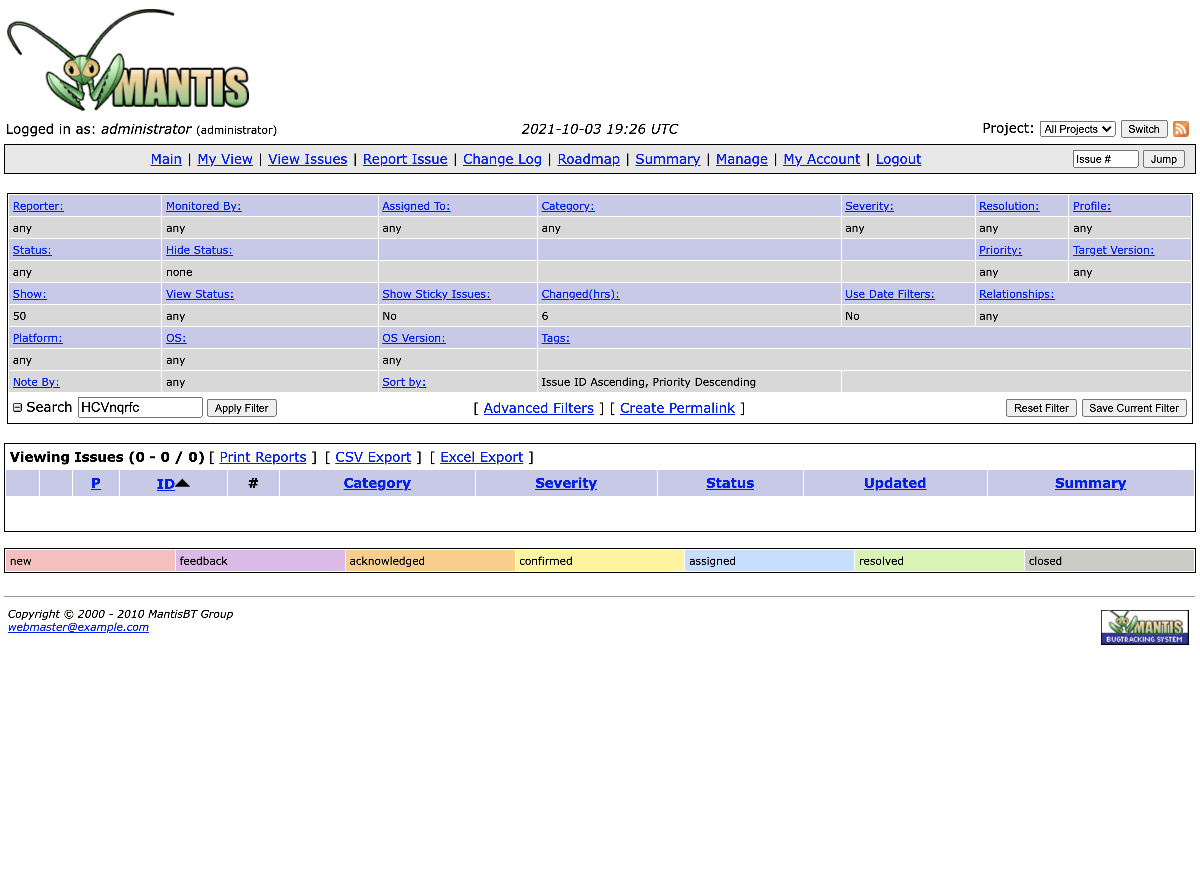 MANTIS
Logged in as: administrator (administrator) 2021-10-03 19:26 UTC Project: All Projects Switch
Main | My View | View Issues | Report Issue | Change Log | Roadmap | Summary | Manage | My Account | Logout Issue # Jump
Reporter: Monitored By: Assigned To: Category: Severity: Resolution: Profile:
any any any any any any any
Status: Hide Status: Priority: Target Version:
any none any any
Show: View Status: Show Sticky Issues: Changed(hrs): Use Date Filters: Relationships:
50 any No 6 No any
Platform: OS: OS Version: Tags:
any any any
Note By: any Sort by: Issue ID Ascending, Priority Descending
Search HCVnqrfc Apply Filter [ Advanced Filters ] [ Create Permalink ] Reset Filter Save Current Filter
Viewing Issues (0 - 0 / 0) [ Print Reports ] [ CSV Export ] [ Excel Export ]
P ID # Category Severity Status Updated Summary
new feedback acknowledged confirmed assigned resolved closed
Copyright © 2000 - 2010 MantisBT Group
webmaster@example.com
MANTIS
BUGTRACKING SYSTEM